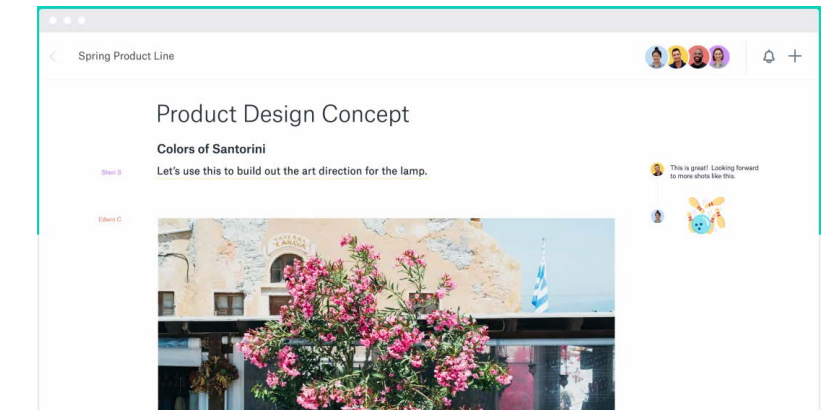 Spring Product Line
Product Design Concept
Colors of Santorini
Sheri S
Let's use this to build out the art direction for the lamp.
This is great! Looking forward
to more shots like this.
Edwin C